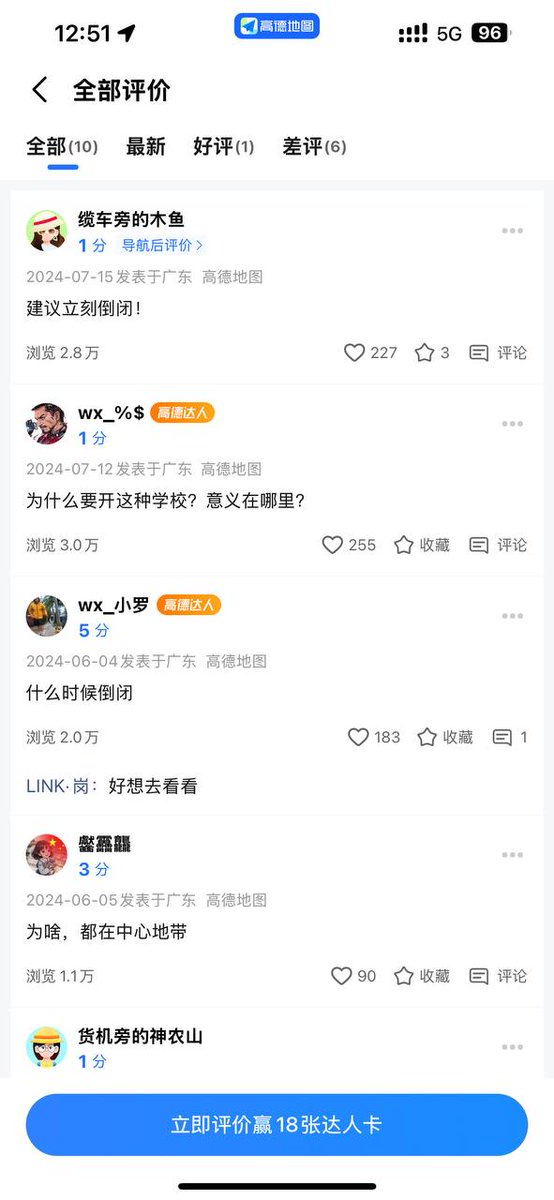 12:51
高德地图
5G
96
全部评价
全部(10) 最新 好评(1) 差评(6)
缆车旁的木鱼
1分 导航后评价
2024-07-15发表于广东 高德地图
建议立刻倒闭!
浏览 2.8万 227 3 评论
wx_%$ 高德达人
1分
2024-07-12发表于广东 高德地图
为什么要开这种学校？意义在哪里?
浏览 3.0万 255 收藏 评论
wx_小罗 高德达人
5分
2024-06-04发表于广东 高德地图
什么时候倒闭
浏览 2.0万 183 收藏 1
LINK·岗：好想去看看
3分
2024-06-05发表于广东 高德地图
为啥，都在中心地带
浏览 1.1万 90 收藏 评论
货机旁的神农山
1分
立即评价赢18张达人卡